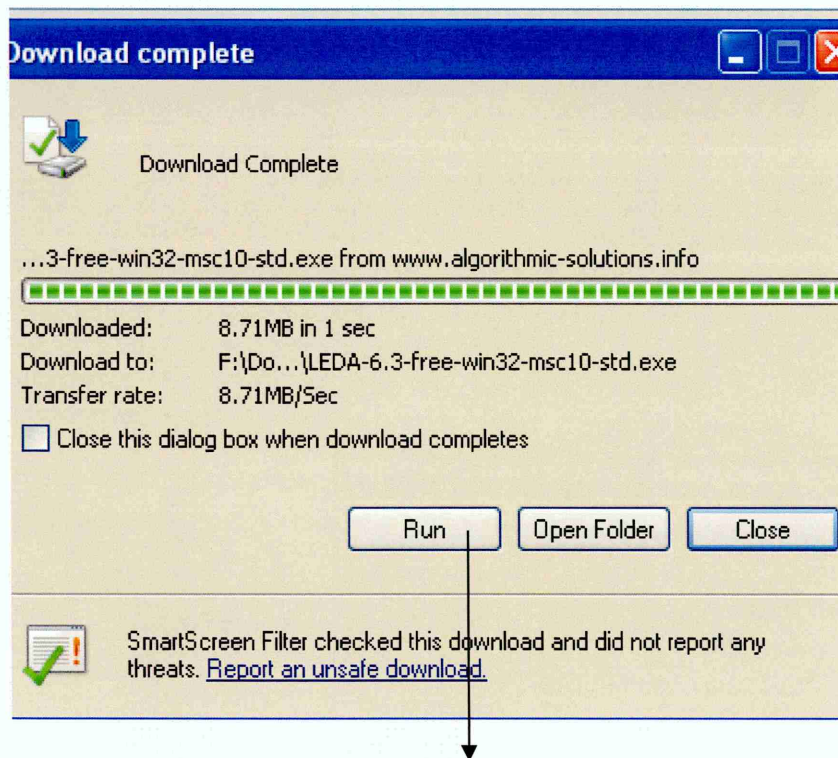 Download complete
Download Complete
...3-free-win32-msc10-std.exe from www.algorithmic-solutions.info
Downloaded: 8.71MB in 1 sec
Download to: F:\Do...\LEDA-6.3-free-win32-msc10-std.exe
Transfer rate: 8.71MB/Sec
Close this dialog box when download completes
Run Open Folder Close
SmartScreen Filter checked this download and did not report any
threats. Report an unsafe download.